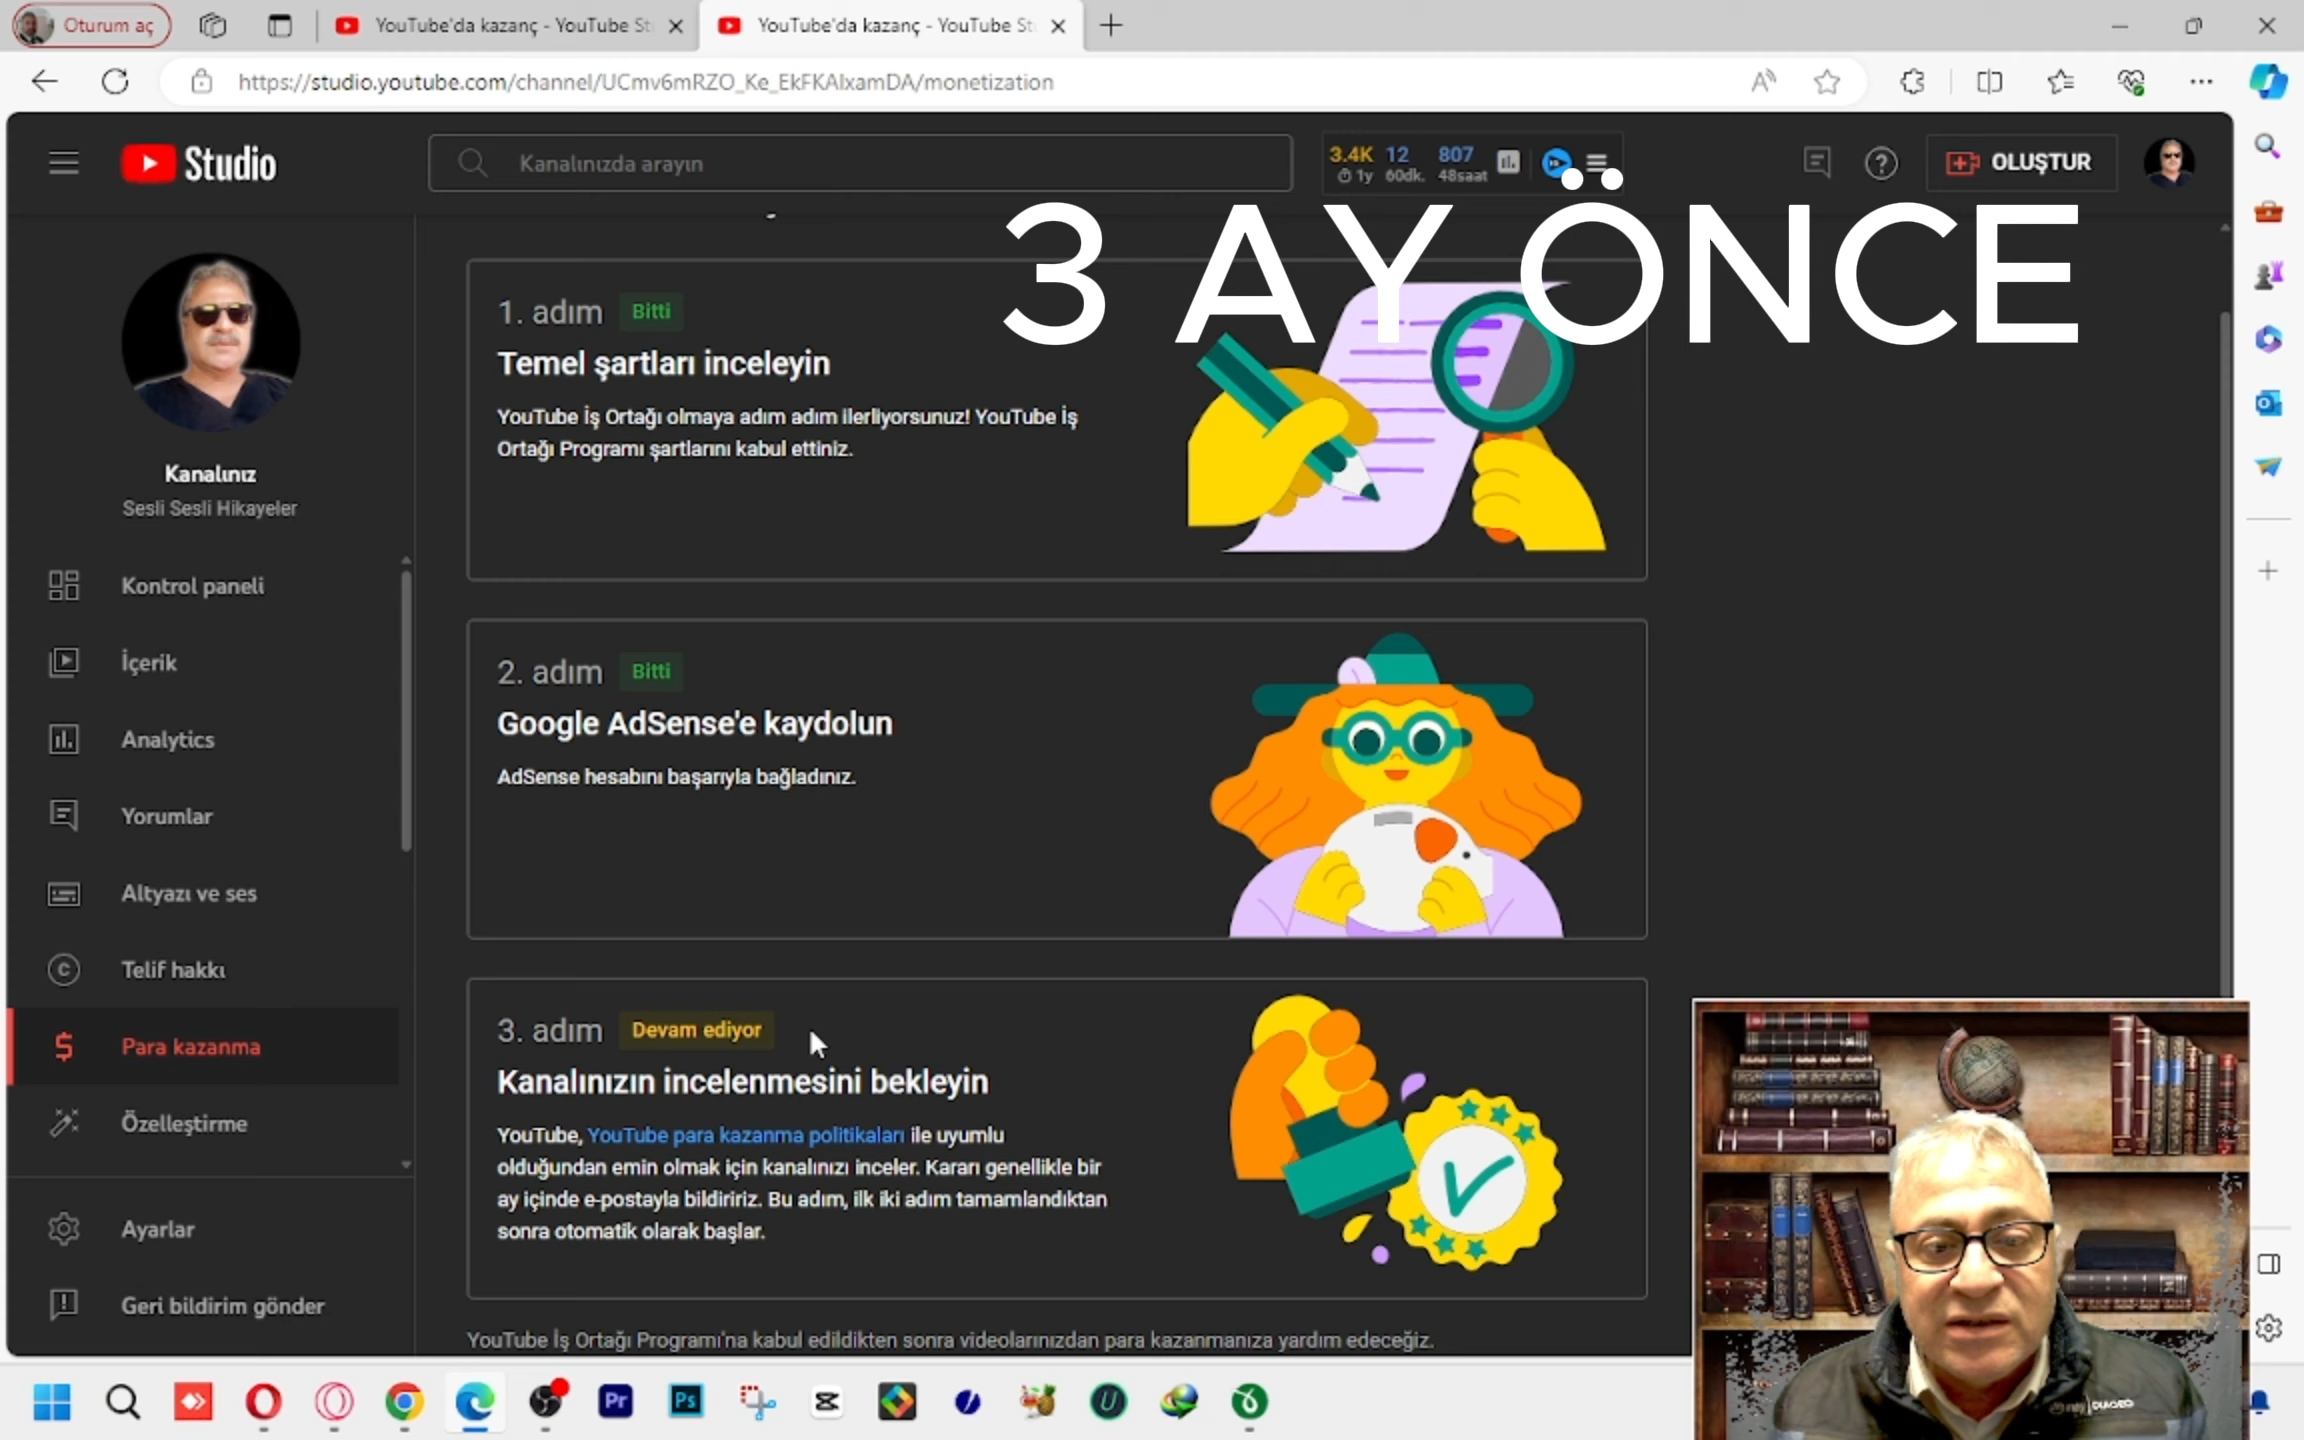 Oturum aç
YouTube'da kazanç - YouTube St
YouTube'da kazanç - YouTube St
https://studio.youtube.com/channel/UCmv6mRZO_Ke_EkFKAlxamDA/monetization
Studio
Kanalınızda arayın
3.4K 12 807
1y 60dk. 48saat
OLUŞTUR
3 AY ÖNCE
Kanalınız
Sesli Sesli Hikayeler
Kontrol paneli
İçerik
Analytics
Yorumlar
Altyazı ve ses
Telif hakkı
Para kazanma
Özelleştirme
Ayarlar
Geri bildirim gönder
1. adım Bitti
Temel şartları inceleyin
YouTube İş Ortağı olmaya adım adım ilerliyorsunuz! YouTube İş
Ortağı Programı şartlarını kabul ettiniz.
2. adım Bitti
Google AdSense'e kaydolun
AdSense hesabını başarıyla bağladınız.
3. adım Devam ediyor
Kanalınızın incelenmesini bekleyin
YouTube, YouTube para kazanma politikaları ile uyumlu
olduğundan emin olmak için kanalınızı inceler. Kararı genellikle bir
ay içinde e-postayla bildiririz. Bu adım, ilk iki adım tamamlandıktan
sonra otomatik olarak başlar.
YouTube İş Ortağı Programı'na kabul edildikten sonra videolarınızdan para kazanmanıza yardım edeceğiz.
Pr
Ps